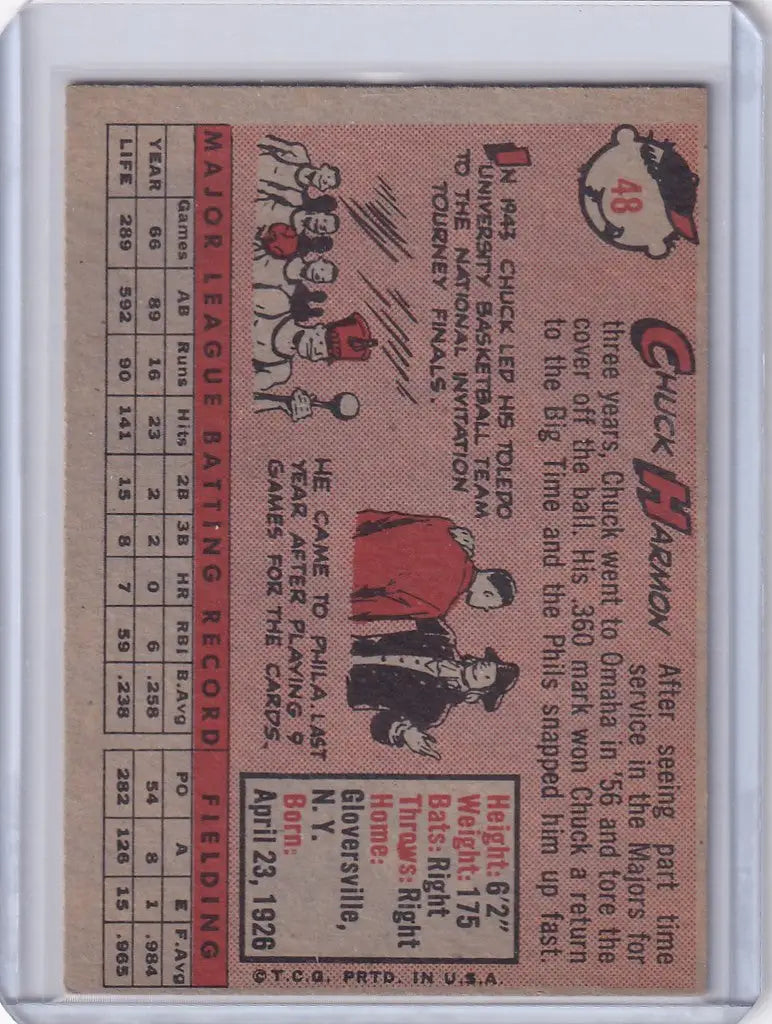 48
CHUCK HARMON
After seeing part time
service in the Majors for
three years, Chuck went to Omaha in '56 and tore the
cover off the ball. His .360 mark won Chuck a return
to the Big Time and the Phils snapped him up fast.
IN 1943 CHUCK LED HIS TOLEDO
UNIVERSITY BASKETBALL TEAM
TO THE NATIONAL INVITATION
TOURNEY FINALS.
HE CAME TO PHILA. LAST
YEAR AFTER PLAYING 9
GAMES FOR THE CARDS.
Height: 6'2"
Weight: 175
Bats: Right
Throws: Right
Home:
Gloversville,
N. Y.
Born:
April 23, 1926
©T.C.G. PRTD. IN U.S.A.
MAJOR LEAGUE BATTING RECORD FIELDING
Games AB Runs Hits 2B 3B HR RBI B.Avg PO A E F.Avg
YEAR 66 89 16 23 2 2 0 6 .258 54 8 1 .984
LIFE 289 592 90 141 15 8 7 59 .238 282 126 15 .965